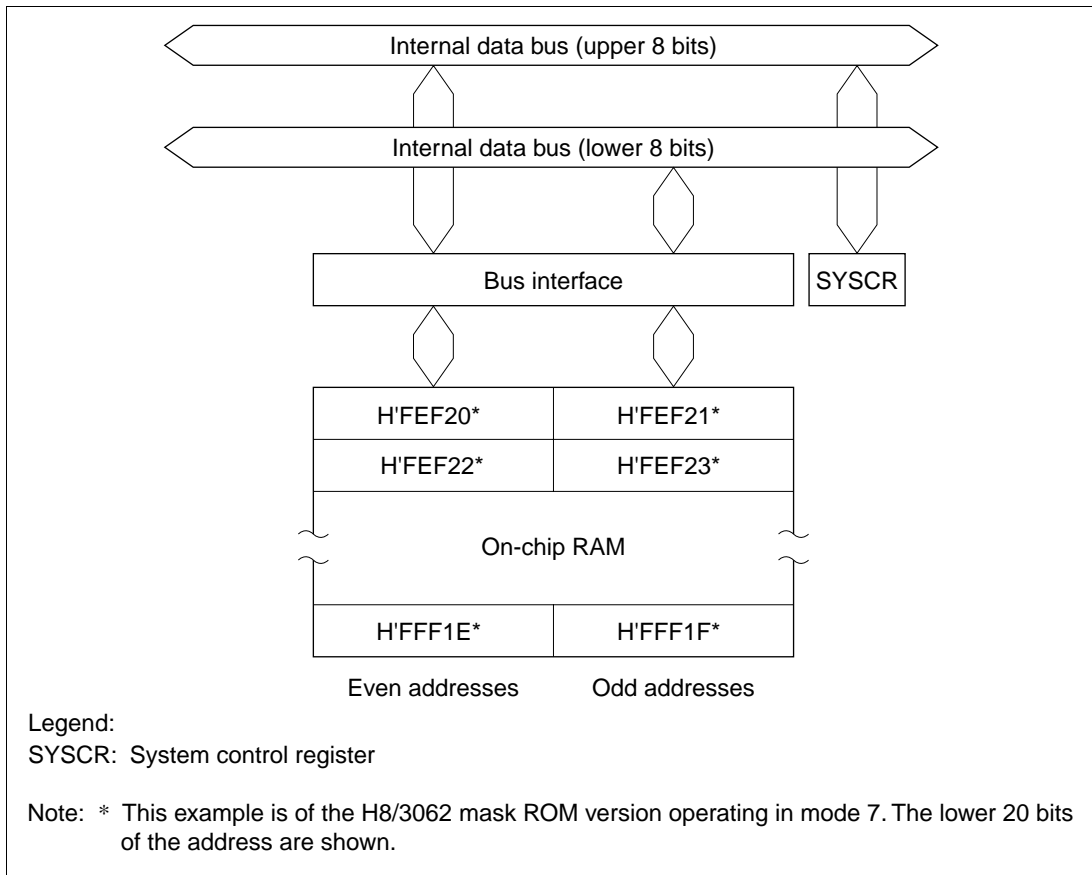 Internal data bus (upper 8 bits)
Internal data bus (lower 8 bits)
Bus interface
SYSCR
H'FEF20*
H'FEF21*
H'FEF22*
H'FEF23*
On-chip RAM
H'FFF1E*
H'FFF1F*
Even addresses
Odd addresses
Legend:
SYSCR: System control register
Note: * This example is of the H8/3062 mask ROM version operating in mode 7. The lower 20 bits
of the address are shown.